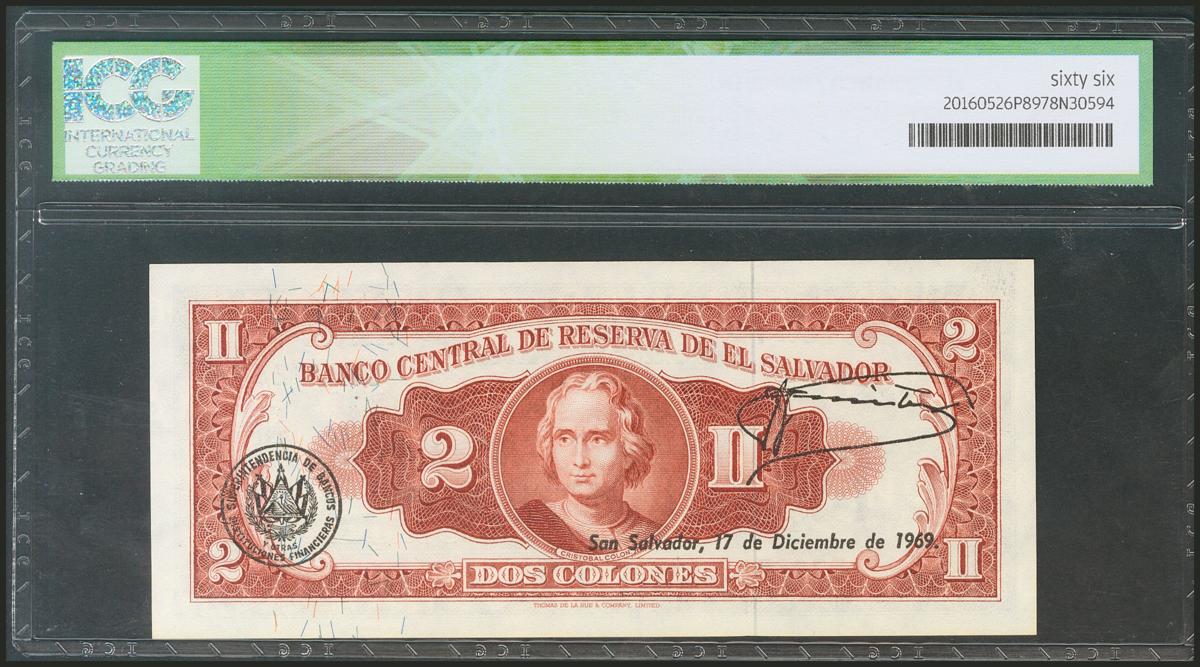 ICG
INTERNATIONAL
CURRENCY
GRADING
sixty six
20160526P8978N30594
II
2
BANCO CENTRAL DE RESERVA DE EL SALVADOR
2
II
SUPERINTENDENCIA DE BANCOS
Y OTRAS
INSTITUCIONES FINANCIERAS
San Salvador, 17 de Diciembre de 1969.
CRISTOBAL COLON
2
DOS COLONES
II
THOMAS DE LA RUE & COMPANY, LIMITED.